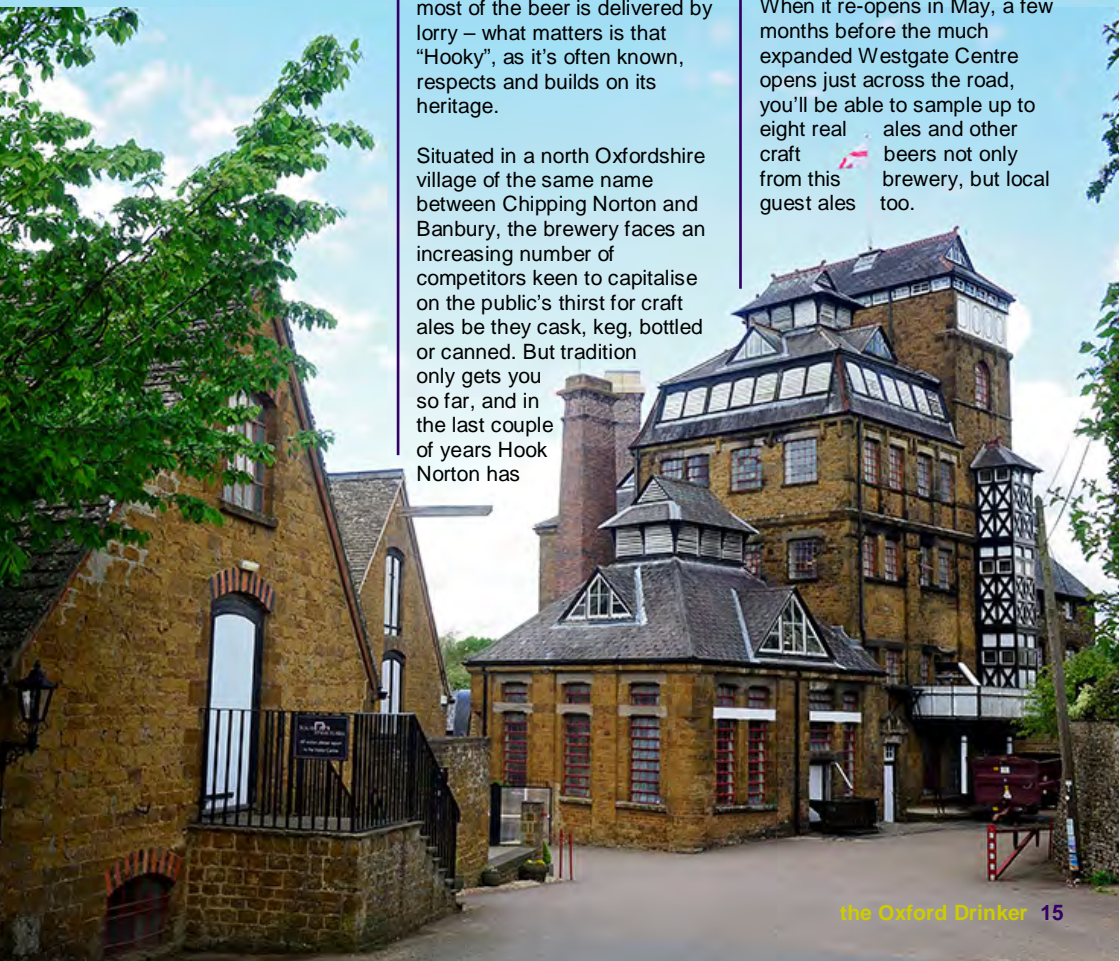 most of the beer is delivered by
lorry – what matters is that
“Hooky”, as it’s often known,
respects and builds on its
heritage.
Situated in a north Oxfordshire
village of the same name
between Chipping Norton and
Banbury, the brewery faces an
increasing number of
competitors keen to capitalise
on the public’s thirst for craft
ales be they cask, keg, bottled
or canned. But tradition
only gets you
so far, and in
the last couple
of years Hook
Norton has
When it re-opens in May, a few
months before the much
expanded Westgate Centre
opens just across the road,
you’ll be able to sample up to
eight real ales and other
craft beers not only
from this brewery, but local
guest ales too.
the Oxford Drinker 15